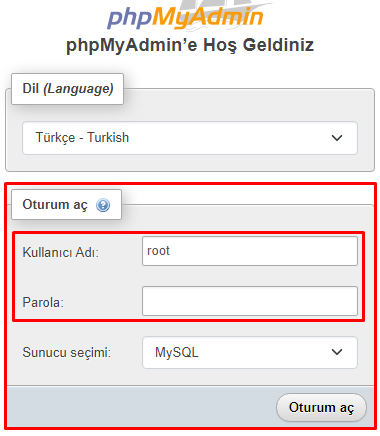 phpMyAdmin
phpMyAdmin'e Hoş Geldiniz
Dil (Language)
Türkçe - Turkish
Oturum aç
Kullanıcı Adı:
root
Parola:
Sunucu seçimi:
MySQL
Oturum aç